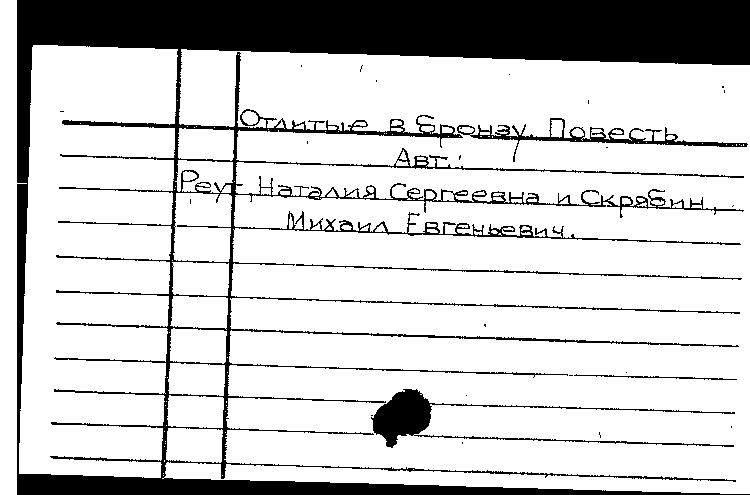 Отлитые в бронзу. Повесть.
Авт.:
Реут, Наталия Сергеевна и Скрябин,
Михаил Евгеньевич.